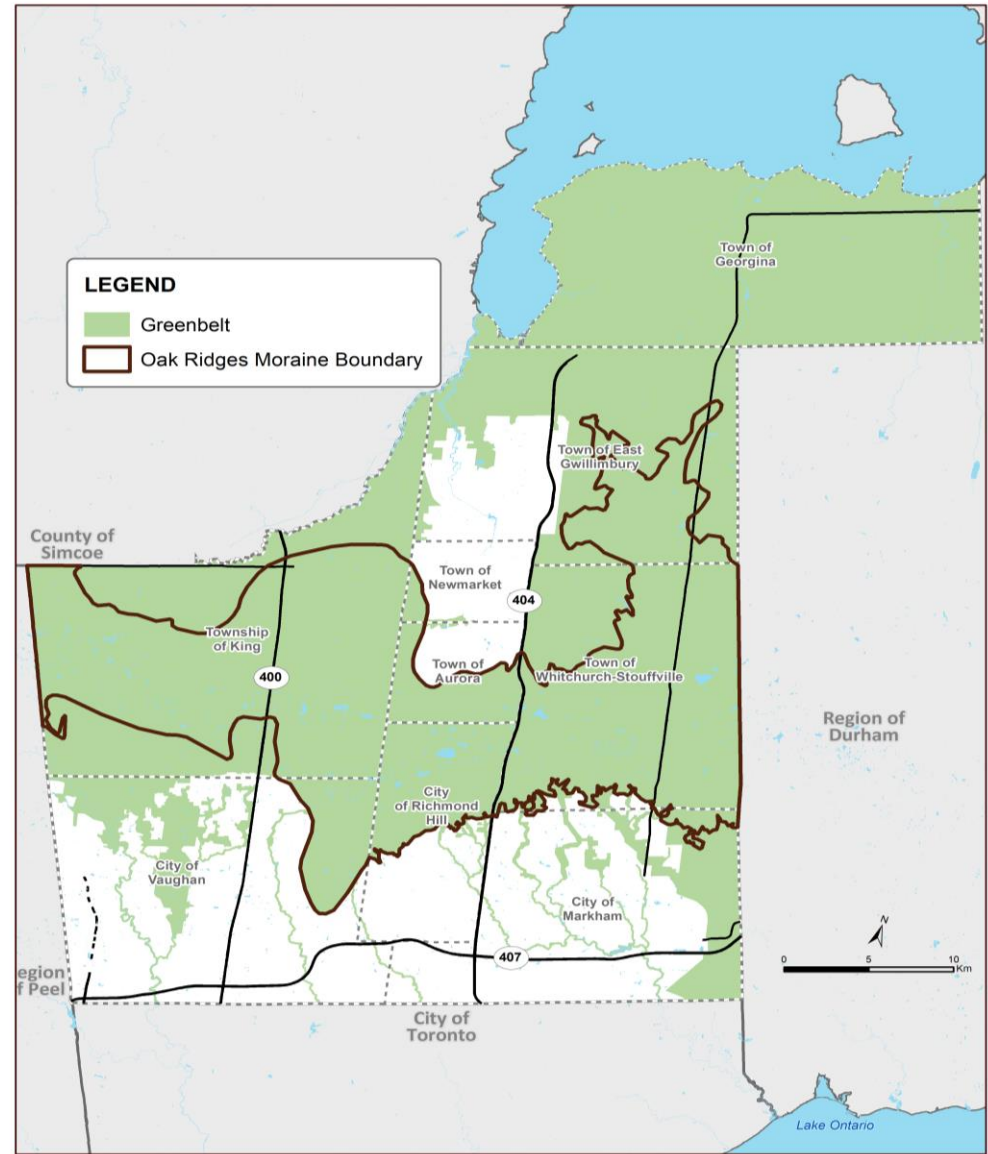 LEGEND
Greenbelt
Oak Ridges Moraine Boundary
Town of
Georgina
Town of East
Gwillimbury
County of
Simcoe
Town of
Newmarket
404
Township
of King
400
Town of
Aurora
Town of
Whitchurch-Stouffville
Region of
Durham
City
of Richmond
Hill
City of
Vaughan
City of
Markham
N
0 5 10
Km
407
egion
f Peel
City of
Toronto
Lake Ontario